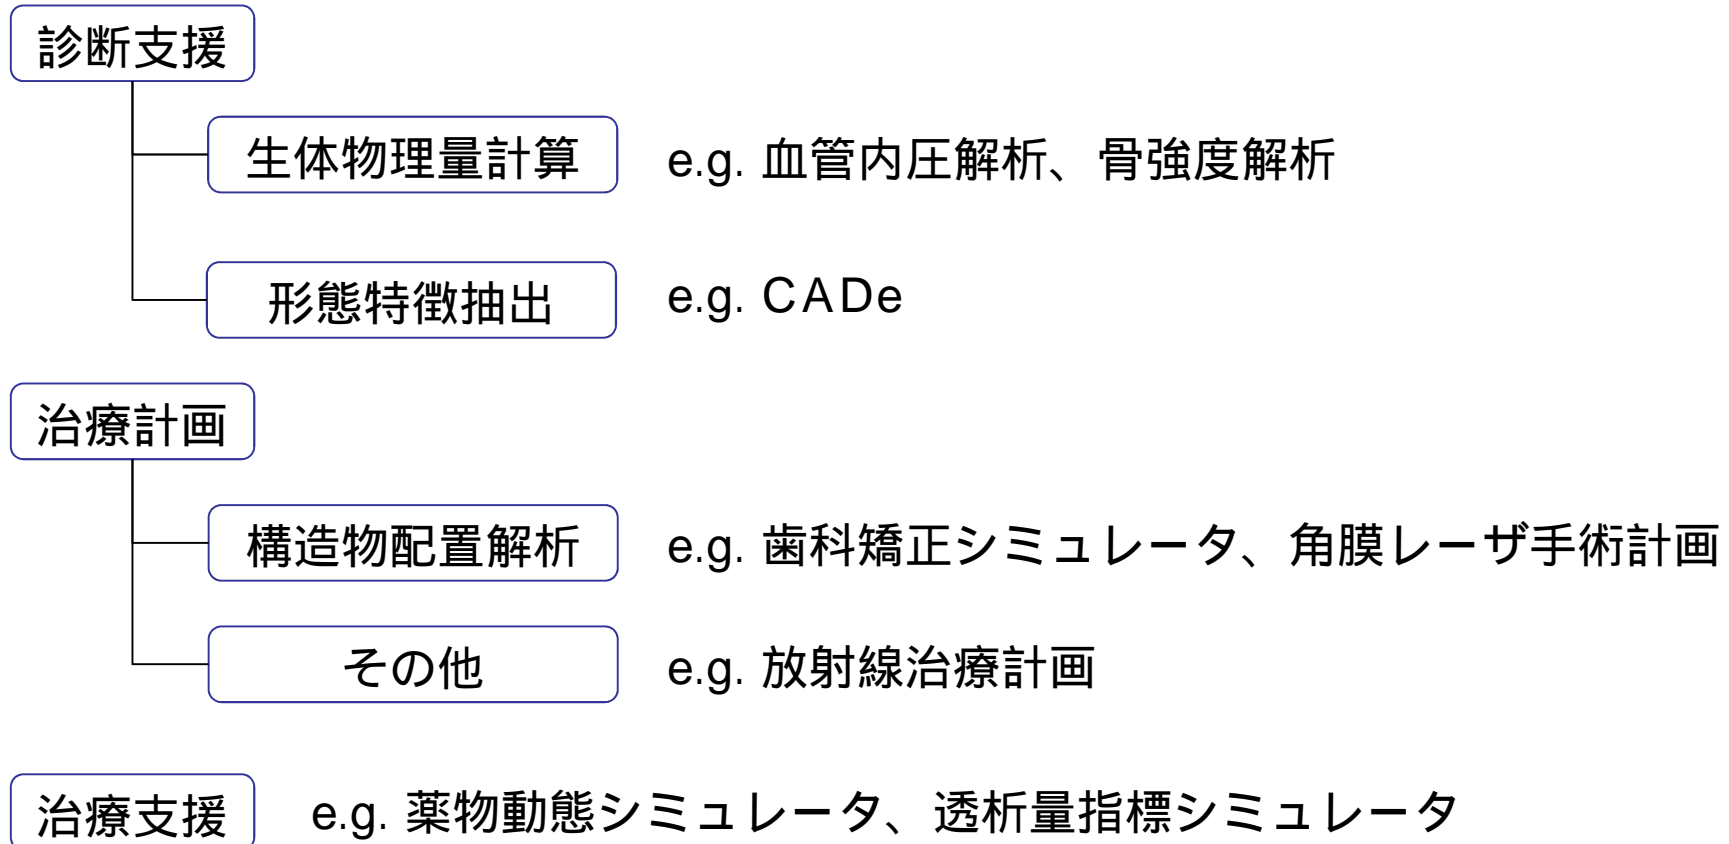 診断支援
生体物理量計算 e.g. 血管内圧解析、骨強度解析
形態特徴抽出 e.g. ＣＡＤｅ
治療計画
構造物配置解析 e.g. 歯科矯正シミュレータ、角膜レーザ手術計画
その他 e.g. 放射線治療計画
治療支援 e.g. 薬物動態シミュレータ、透析量指標シミュレータ